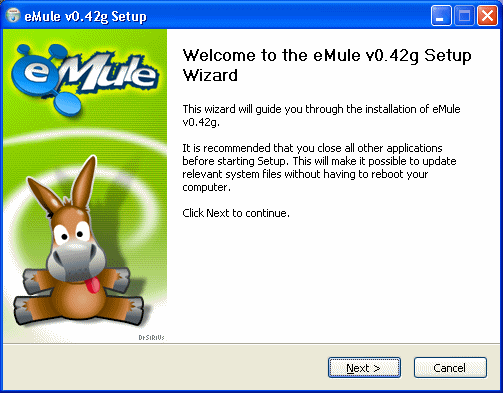 eMule v0.42g Setup
eMule
Welcome to the eMule v0.42g Setup
Wizard
This wizard will guide you through the installation of eMule
v0.42g.
It is recommended that you close all other applications
before starting Setup. This will make it possible to update
relevant system files without having to reboot your
computer.
Click Next to continue.
DeSiRiUs
Next >
Cancel